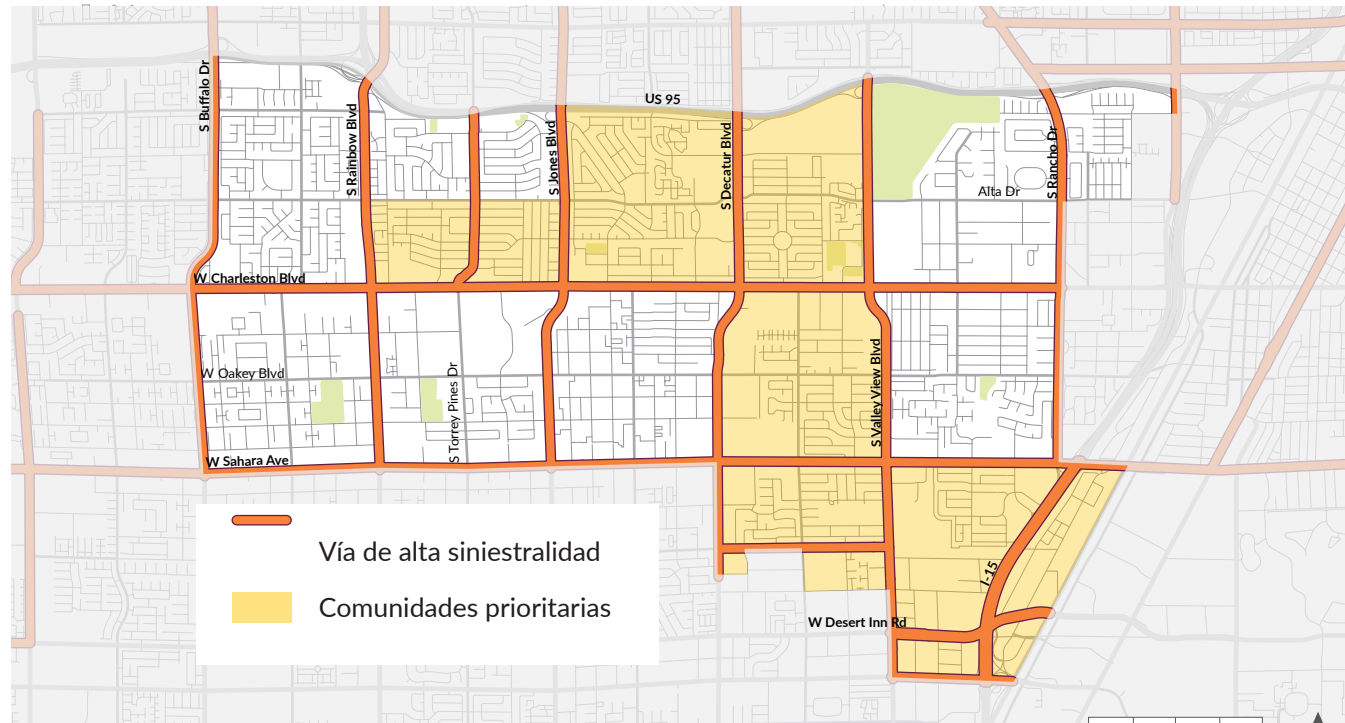 US 95
S Buffalo Dr
S Rainbow Blvd
S Jones Blvd
S Decatur Blvd
S Rancho Dr
Alta Dr
W Charleston Blvd
W Oakey Blvd
S Torrey Pines Dr
S Valley View Blvd
W Sahara Ave
Vía de alta siniestralidad
I-15
Comunidades prioritarias
W Desert Inn Rd